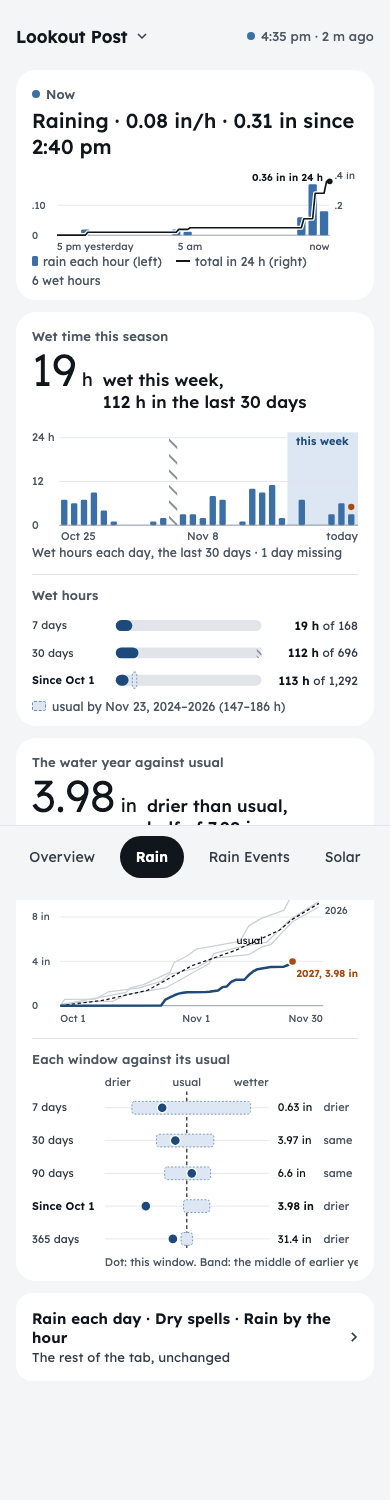 Lookout Post
4:35 pm · 2 m ago
Now
Raining · 0.08 in/h · 0.31 in since
2:40 pm
0.36 in in 24 h
.4 in
.10
.2
0
5 pm yesterday
5 am
now
rain each hour (left)
total in 24 h (right)
6 wet hours
Wet time this season
19 h wet this week,
112 h in the last 30 days
24 h
this week
12
0
Oct 25
Nov 8
today
Wet hours each day, the last 30 days · 1 day missing
Wet hours
7 days
19 h of 168
30 days
112 h of 696
Since Oct 1
113 h of 1,292
usual by Nov 23, 2024–2026 (147–186 h)
The water year against usual
3.98 in drier than usual,
Overview
Rain
Rain Events
Solar
8 in
2026
usual
4 in
2027, 3.98 in
0
Oct 1
Nov 1
Nov 30
Each window against its usual
drier
usual
wetter
7 days
0.63 in
drier
30 days
3.97 in
same
90 days
6.6 in
same
Since Oct 1
3.98 in
drier
365 days
31.4 in
drier
Dot: this window. Band: the middle of earlier ye
Rain each day · Dry spells · Rain by the
hour
The rest of the tab, unchanged